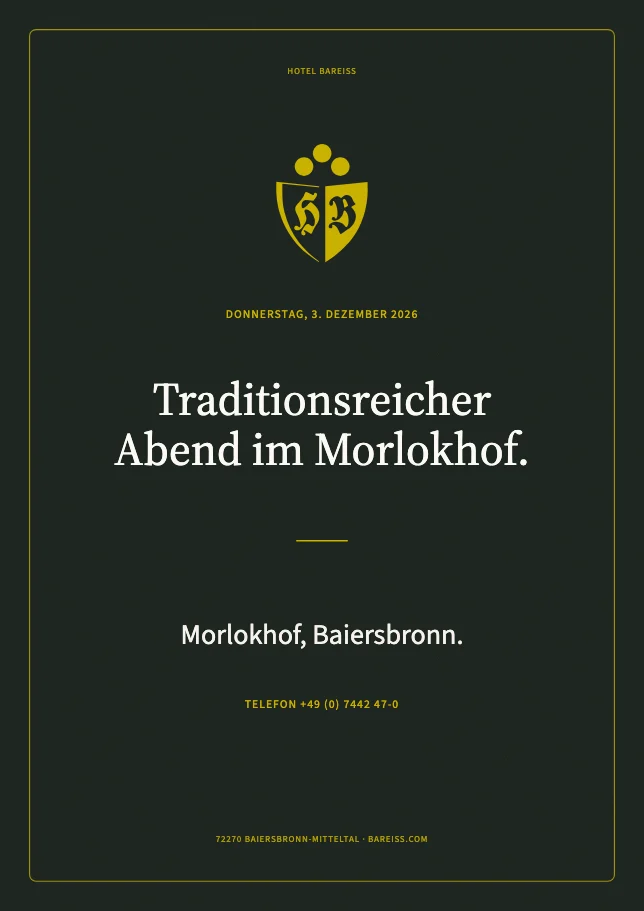 HOTEL BAREISS
H B
DONNERSTAG, 3. DEZEMBER 2026
Traditionsreicher
Abend im Morlokhof.
Morlokhof, Baiersbronn.
TELEFON +49 (0) 7442 47-0
72270 BAIERSBRONN-MITTELTAL · BAREISS.COM